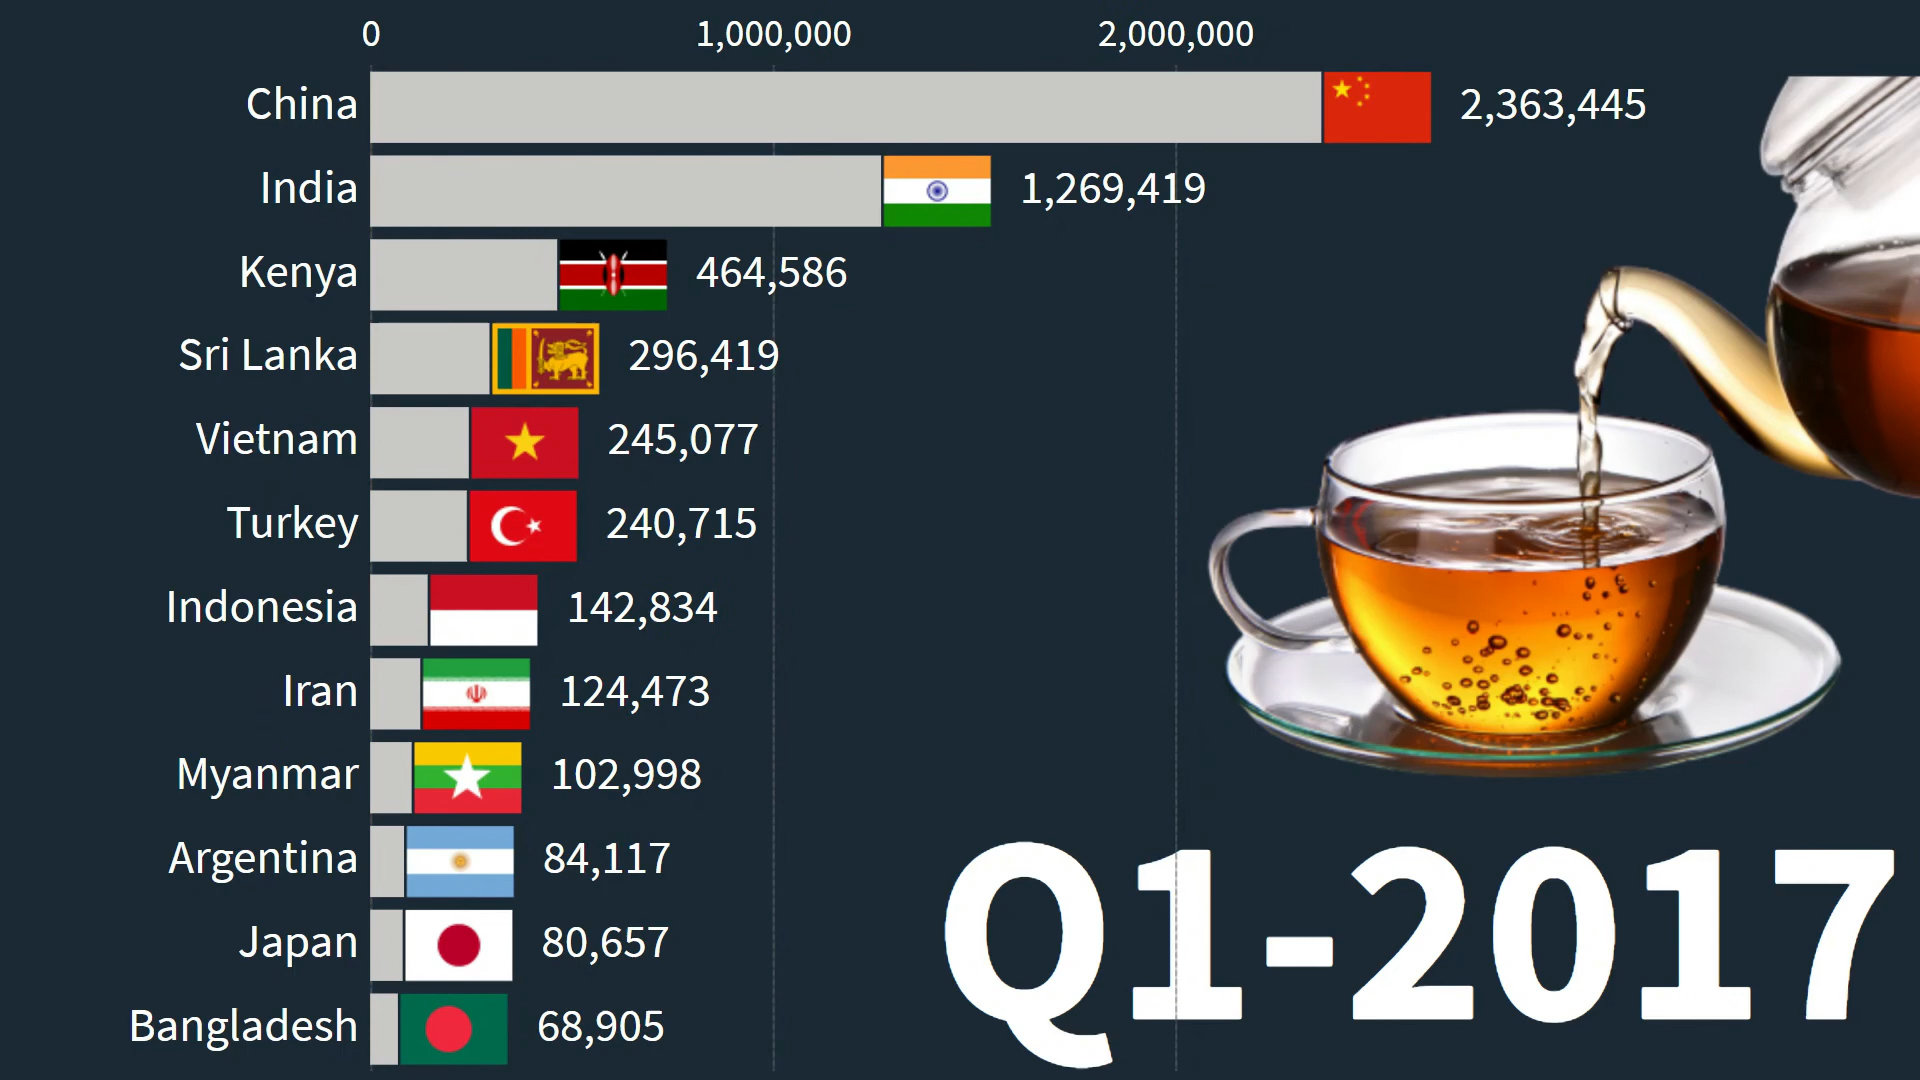 0 1,000,000 2,000,000
China 2,363,445
India 1,269,419
Kenya 464,586
Sri Lanka 296,419
Vietnam 245,077
Turkey 240,715
Indonesia 142,834
Iran 124,473
Myanmar 102,998
Argentina 84,117
Japan 80,657
Bangladesh 68,905
Q1-2017